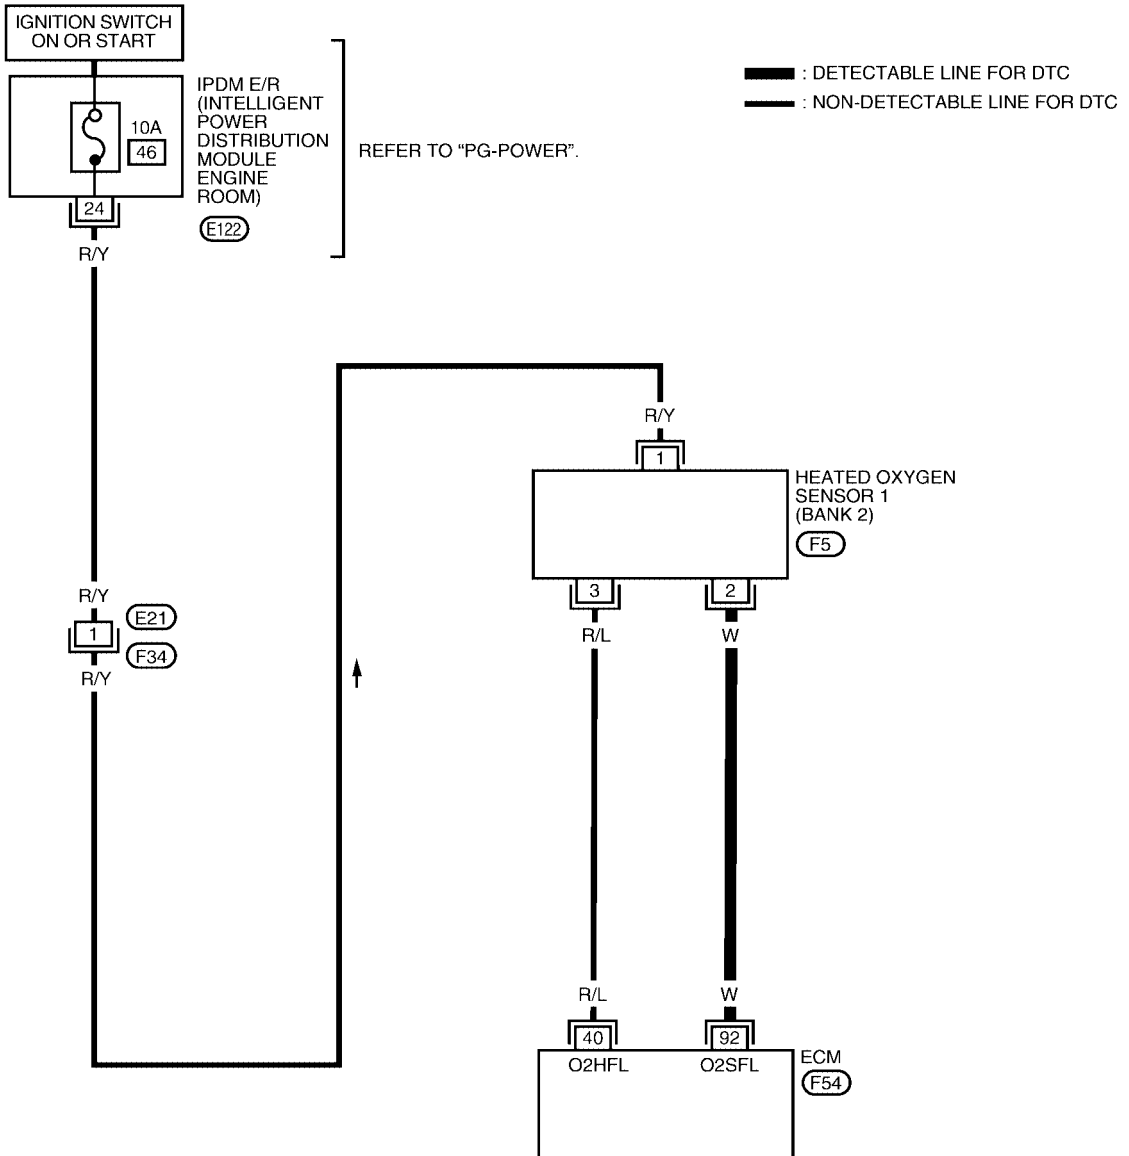 IGNITION SWITCH
ON OR START
IPDM E/R
(INTELLIGENT
POWER
DISTRIBUTION
MODULE
ENGINE
ROOM)
E122
10A
46
24
R/Y
REFER TO “PG-POWER”.
: DETECTABLE LINE FOR DTC
: NON-DETECTABLE LINE FOR DTC
R/Y
1
HEATED OXYGEN
SENSOR 1
(BANK 2)
F5
3
2
R/L
W
R/Y
1
E21
F34
R/Y
R/L
W
40
92
O2HFL
O2SFL
ECM
F54